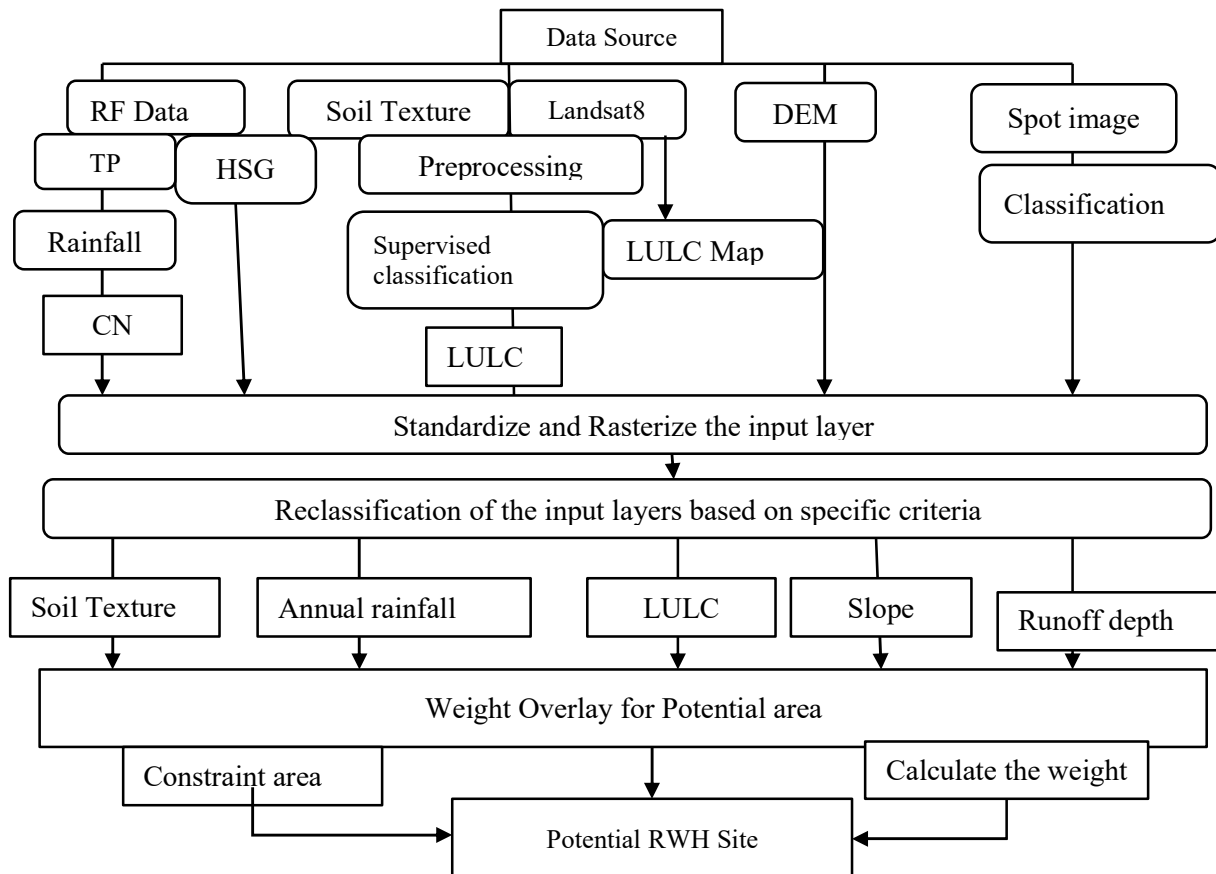 Data Source
RF Data
Soil Texture
Landsat8
DEM
Spot image
TP
HSG
Preprocessing
Classification
Rainfall
Supervised
classification
LULC Map
CN
LULC
Standardize and Rasterize the input layer
Reclassification of the input layers based on specific criteria
Soil Texture
Annual rainfall
LULC
Slope
Runoff depth
Weight Overlay for Potential area
Constraint area
Calculate the weight
Potential RWH Site